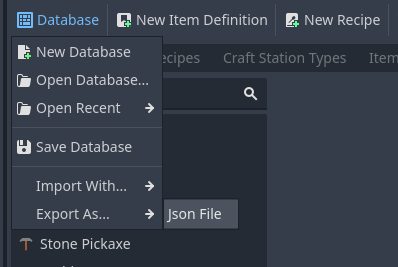 Database New Item Definition New Recipe
New Database
ecipes Craft Station Types Item
Open Database...
Open Recent
Save Database
Import With...
Export As... Json File
Stone Pickaxe